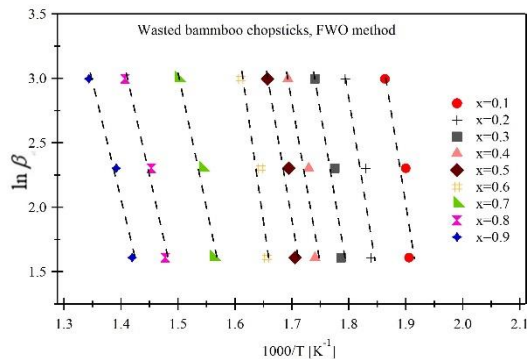 Wasted bammboo chopsticks, FWO method
ln β
3.5
3.0
2.5
2.0
1.5
x=0.1
x=0.2
x=0.3
x=0.4
x=0.5
x=0.6
x=0.7
x=0.8
x=0.9
1.3 1.4 1.5 1.6 1.7 1.8 1.9 2.0 2.1
1000/T [K⁻¹]